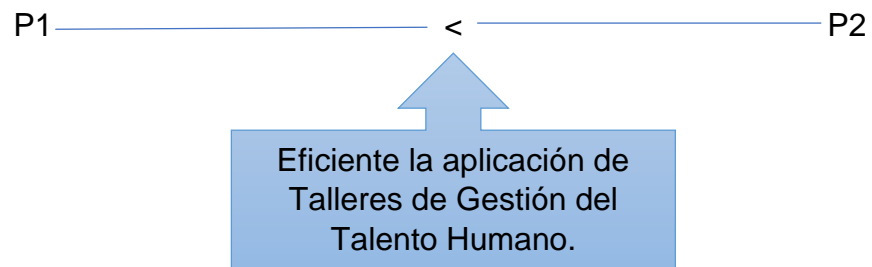 P1 < P2
Eficiente la aplicación de
Talleres de Gestión del
Talento Humano.